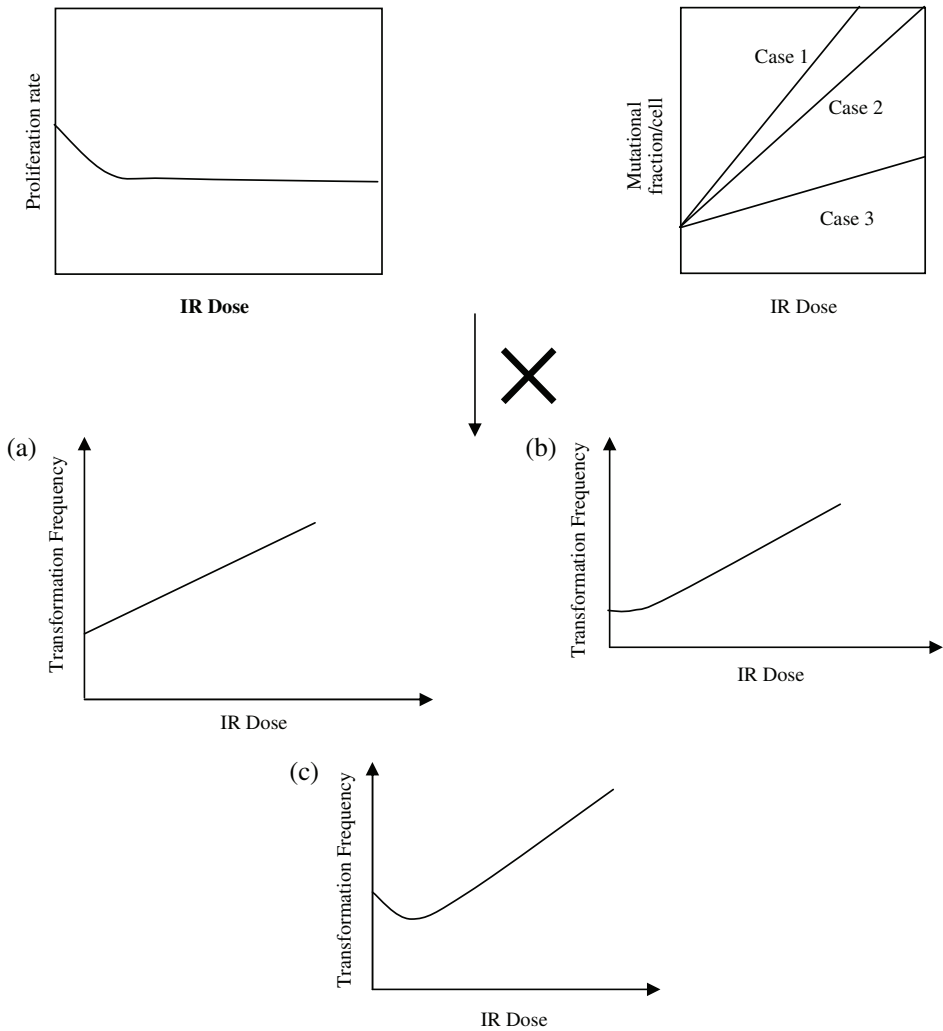 Proliferation rate
IR Dose
Mutational
fraction/cell
Case 1
Case 2
Case 3
IR Dose
(a)
Transformation Frequency
IR Dose
(b)
Transformation Frequency
IR Dose
(c)
Transformation Frequency
IR Dose